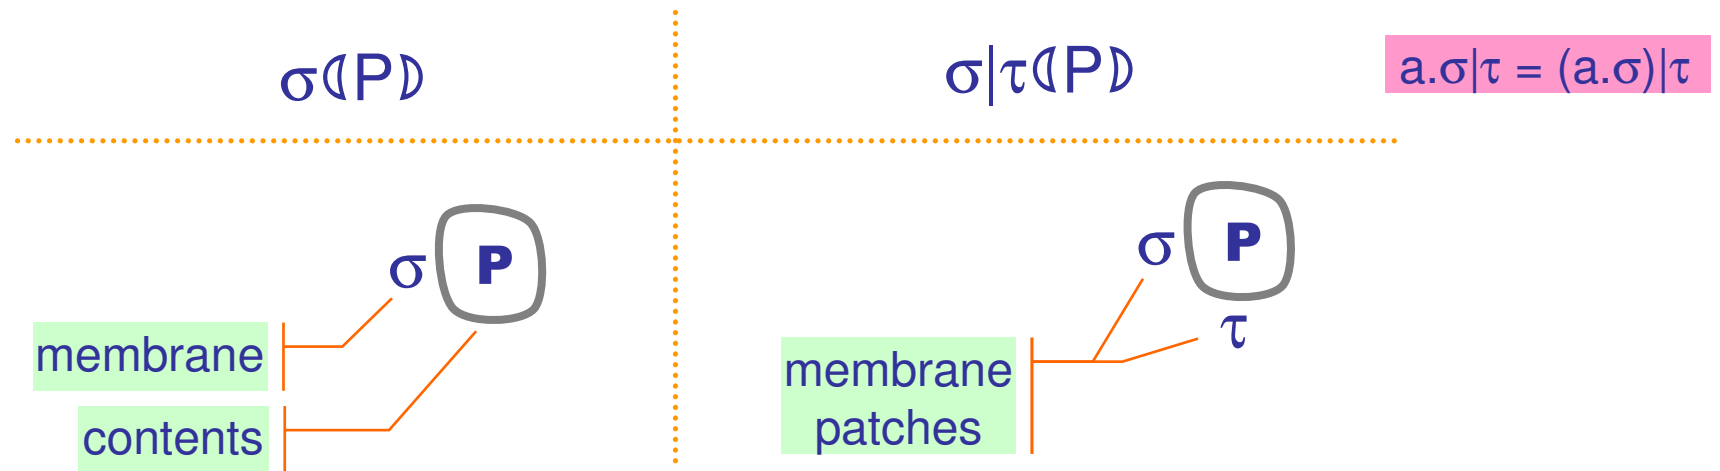 σ⦇P⦈
σ|τ⦇P⦈
a.σ|τ = (a.σ)|τ
σ P
membrane
contents
σ P
τ
membrane
patches